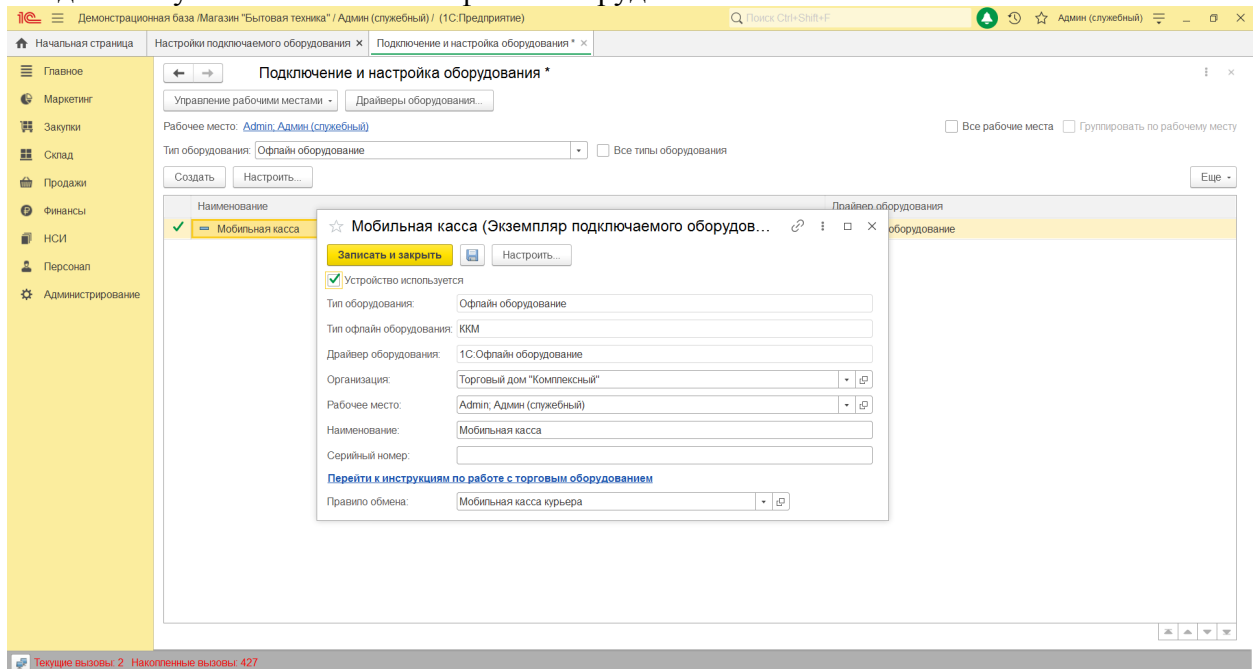 Демонстрационная база /Магазин "Бытовая техника" / Админ (служебный) / (1С:Предприятие)
Поиск Ctrl+Shift+F
Админ (служебный)
Начальная страница
Настройки подключаемого оборудования ×
Подключение и настройка оборудования * ×
Главное
Маркетинг
Закупки
Склад
Продажи
Финансы
НСИ
Персонал
Администрирование
Подключение и настройка оборудования *
Управление рабочими местами
Драйверы оборудования...
Рабочее место: Admin; Админ (служебный)
Все рабочие места
Группировать по рабочему месту
Тип оборудования: Офлайн оборудование
Все типы оборудования
Создать
Настроить...
Еще
Наименование
Драйвер оборудования
Мобильная касса
оборудование
Мобильная касса (Экземпляр подключаемого оборудов...
Записать и закрыть
Настроить...
Устройство используется
Тип оборудования: Офлайн оборудование
Тип офлайн оборудования: ККМ
Драйвер оборудования: 1С:Офлайн оборудование
Организация: Торговый дом "Комплексный"
Рабочее место: Admin; Админ (служебный)
Наименование: Мобильная касса
Серийный номер:
Перейти к инструкциям по работе с торговым оборудованием
Правило обмена: Мобильная касса курьера
Текущие вызовы: 2 Накопленные вызовы: 427